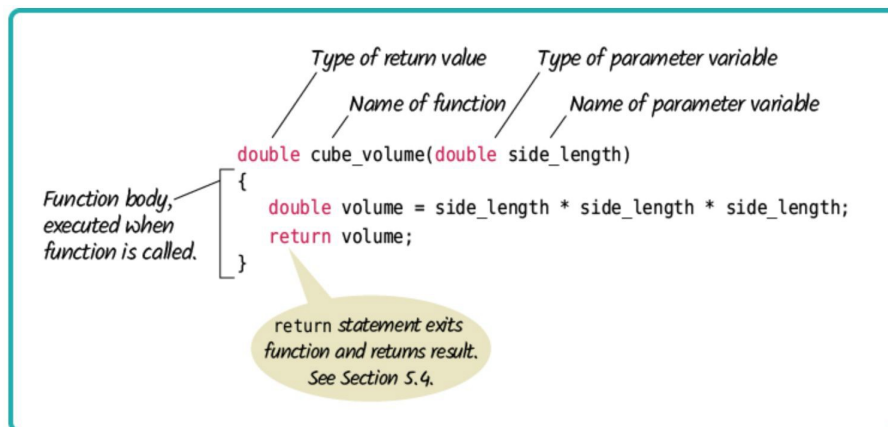 Type of return value
Type of parameter variable
Name of function
Name of parameter variable
double cube_volume(double side_length)
{
double volume = side_length * side_length * side_length;
return volume;
}
Function body,
executed when
function is called.
return statement exits
function and returns result.
See Section 5.4.